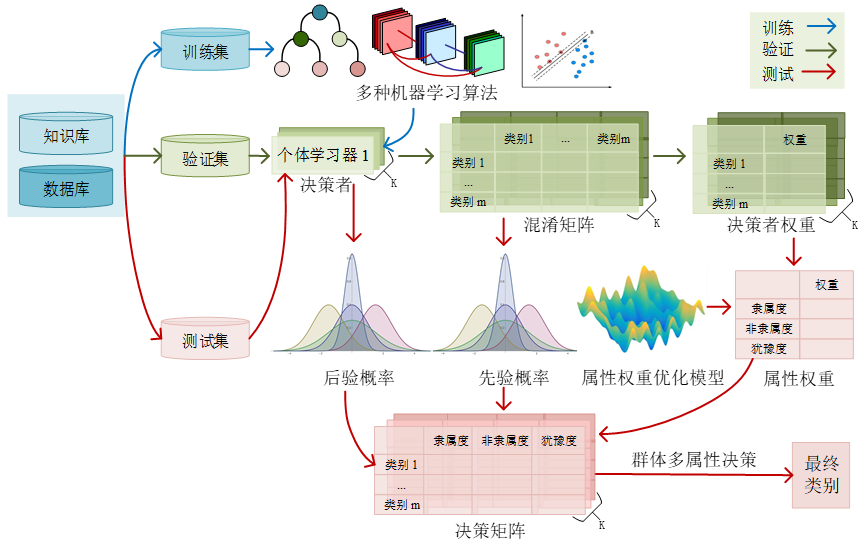 训练集
训练
验证
测试
多种机器学习算法
知识库
数据库
验证集
个体学习器 1
决策者
K
类别1 ... 类别m
类别 1
...
类别 m
K
混淆矩阵
权重
类别 1
...
类别 m
K
决策者权重
测试集
后验概率
先验概率
属性权重优化模型
权重
隶属度
非隶属度
犹豫度
属性权重
隶属度 非隶属度 犹豫度
类别 1
...
类别 m
K
决策矩阵
群体多属性决策
最终
类别